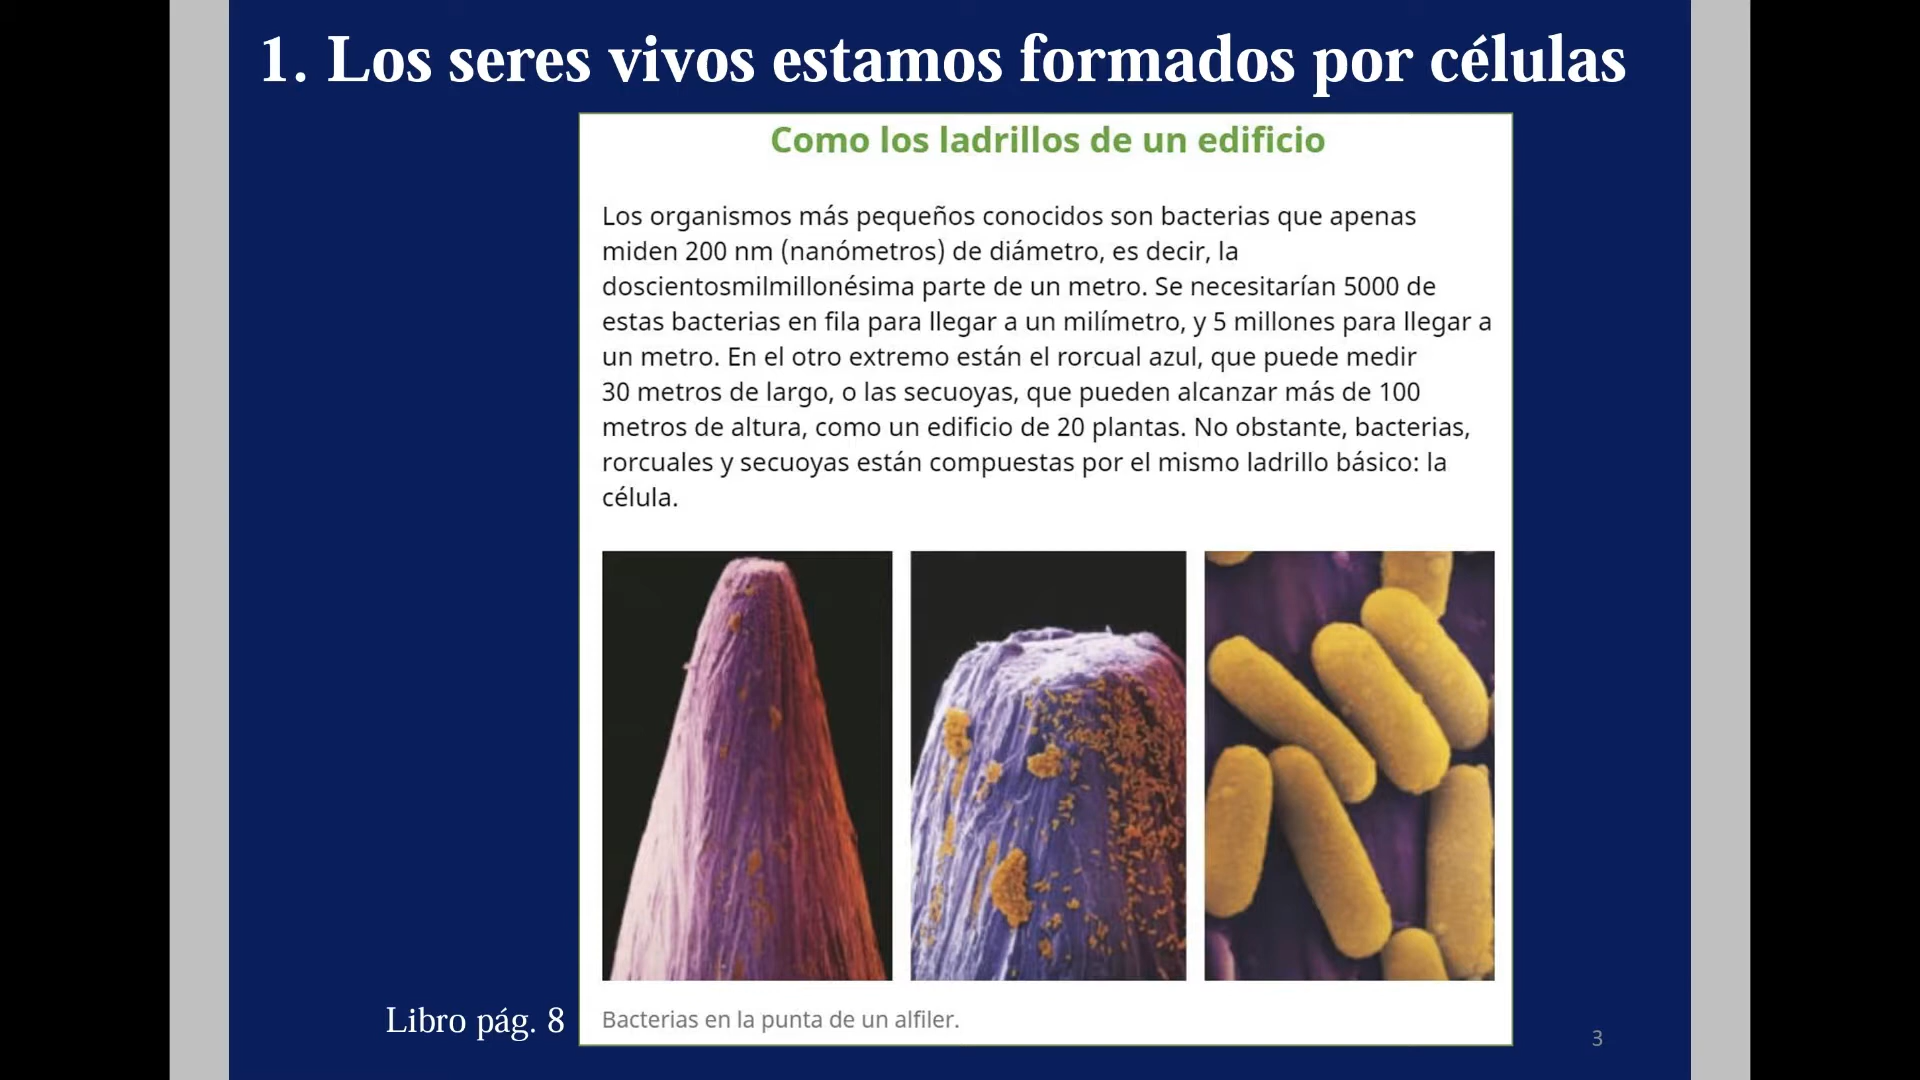 1. Los seres vivos estamos formados por células
Como los ladrillos de un edificio
Los organismos más pequeños conocidos son bacterias que apenas
miden 200 nm (nanómetros) de diámetro, es decir, la
doscientosmilmillonésima parte de un metro. Se necesitarían 5000 de
estas bacterias en fila para llegar a un milímetro, y 5 millones para llegar a
un metro. En el otro extremo están el rorcual azul, que puede medir
30 metros de largo, o las secuoyas, que pueden alcanzar más de 100
metros de altura, como un edificio de 20 plantas. No obstante, bacterias,
rorcuales y secuoyas están compuestas por el mismo ladrillo básico: la
célula.
Libro pág. 8
Bacterias en la punta de un alfiler.
3